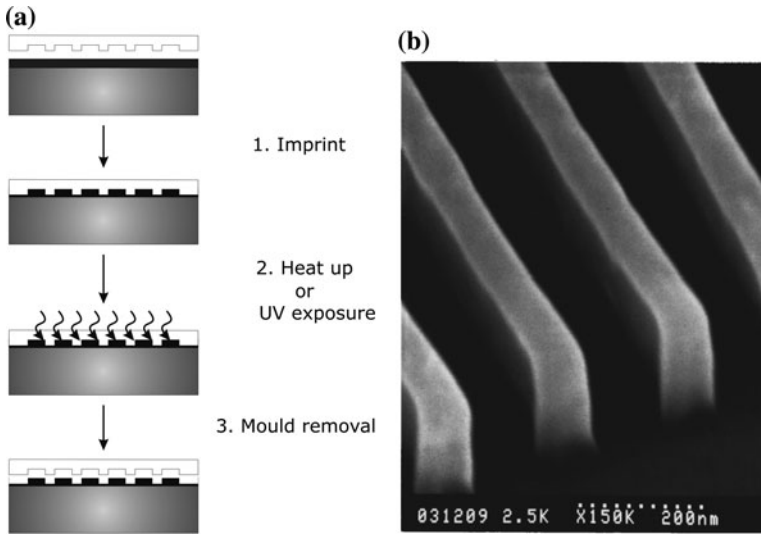 (a)
1. Imprint
2. Heat up
or
UV exposure
3. Mould removal
(b)
031209 2.5K X150K 200nm